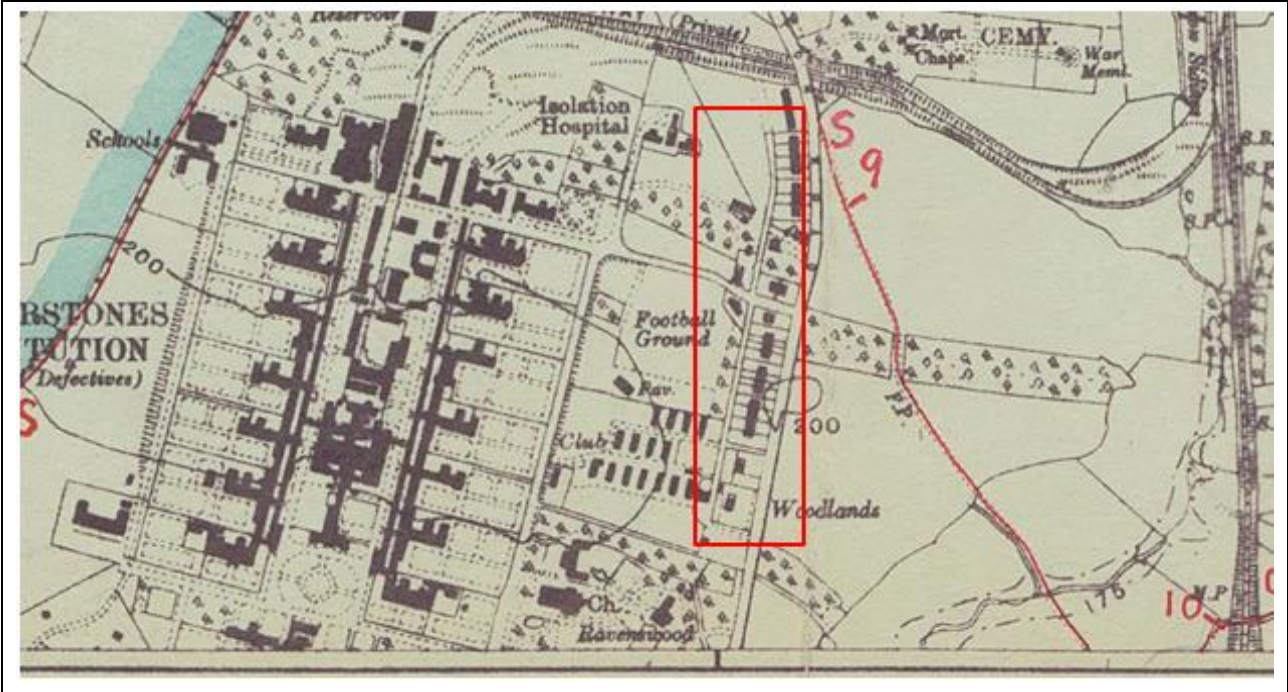 Reservoir
(Private)
Mort.
Chape.
CEMY.
War
Meml.
Isolation
Hospital
Schools
S
9
S.B.
S.P.
S.P.
200
RSTONES
TUTION
Defectives)
Football
Ground
Pav.
Club
200
P.P.
S
Woodlands
Ch.
Ravenswood
175
M.P
10